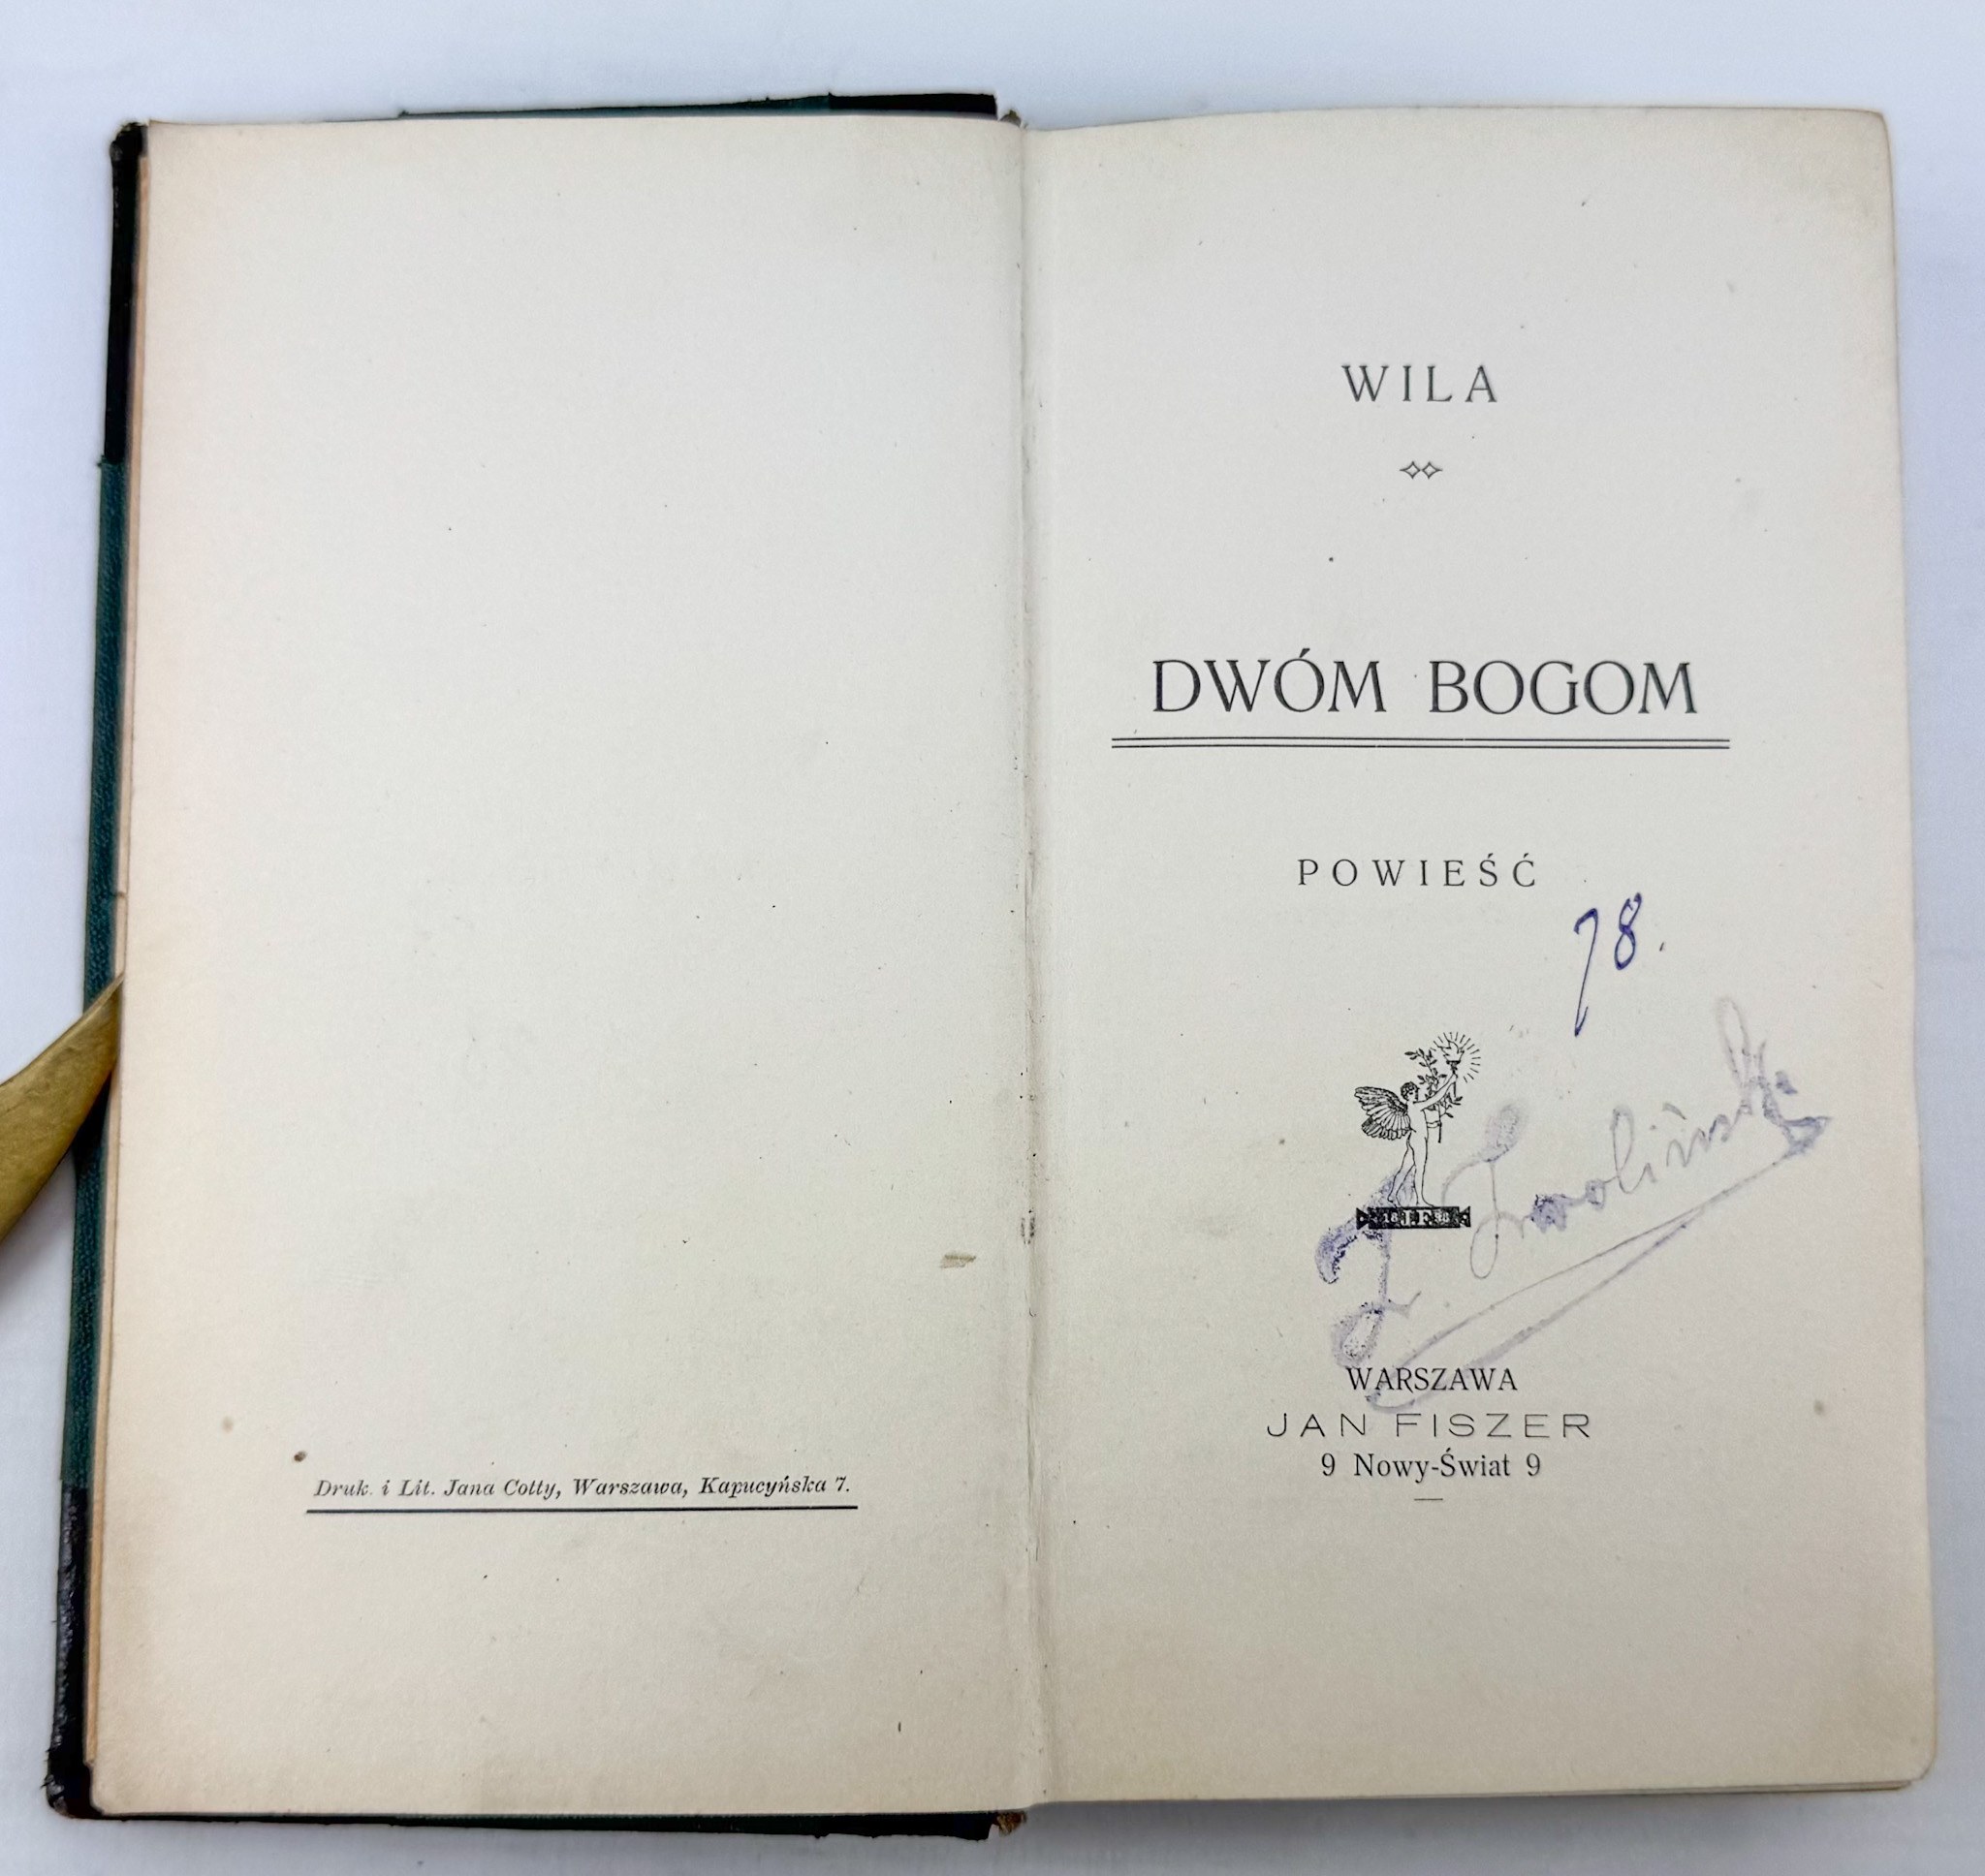 Druk. i Lit. Jana Cotty, Warszawa, Kapucyńska 7.
WILA
DWÓM BOGOM
POWIEŚĆ
78.
WARSZAWA
JAN FISZER
9 Nowy-Świat 9